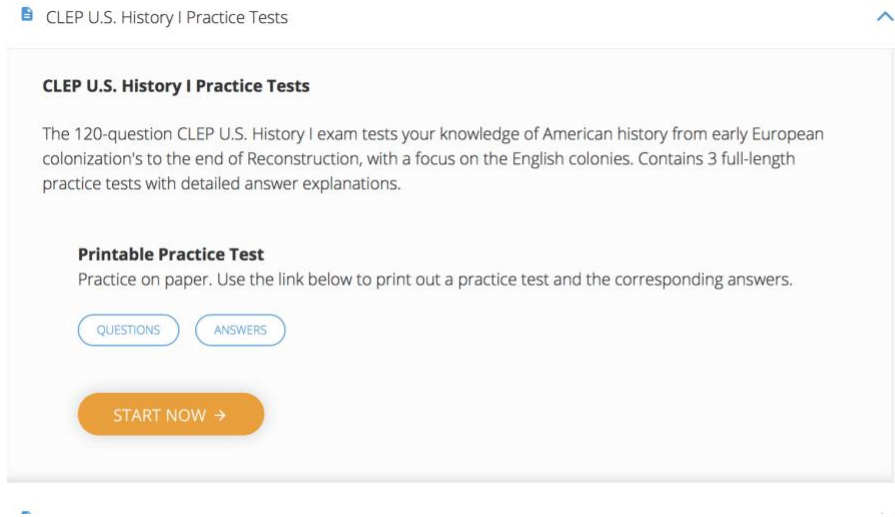 CLEP U.S. History I Practice Tests
CLEP U.S. History I Practice Tests
The 120-question CLEP U.S. History I exam tests your knowledge of American history from early European
colonization's to the end of Reconstruction, with a focus on the English colonies. Contains 3 full-length
practice tests with detailed answer explanations.
Printable Practice Test
Practice on paper. Use the link below to print out a practice test and the corresponding answers.
QUESTIONS ANSWERS
START NOW →